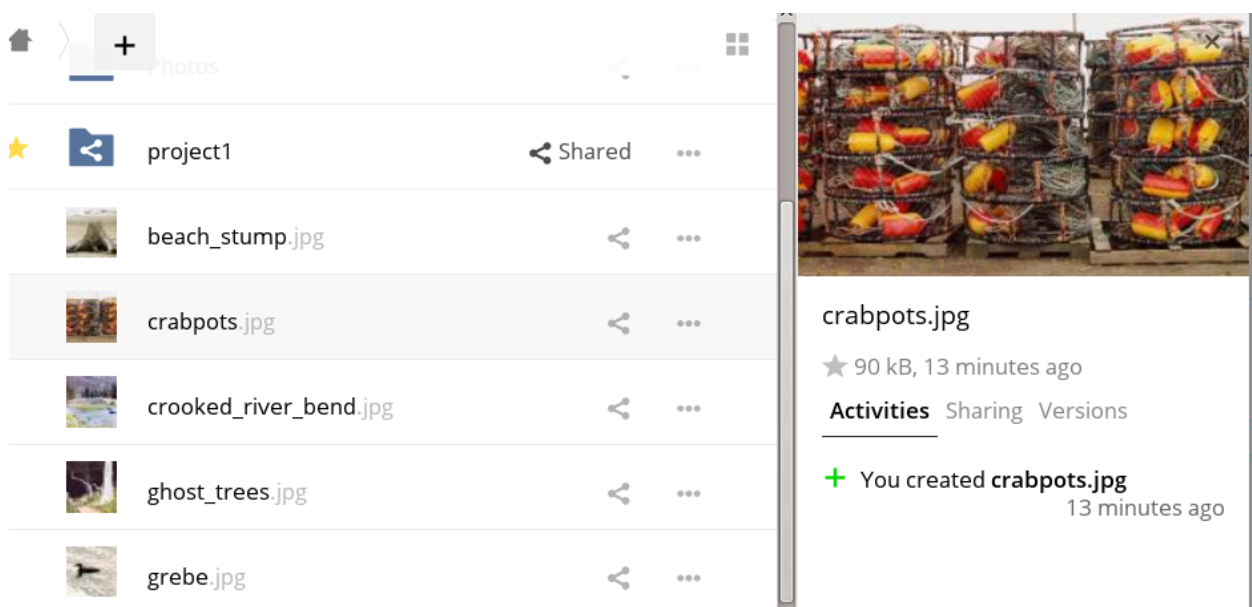 +
Photos
project1 Shared
beach_stump.jpg
crabpots.jpg
crooked_river_bend.jpg
ghost_trees.jpg
grebe.jpg
crabpots.jpg
90 kB, 13 minutes ago
Activities Sharing Versions
+ You created crabpots.jpg
13 minutes ago